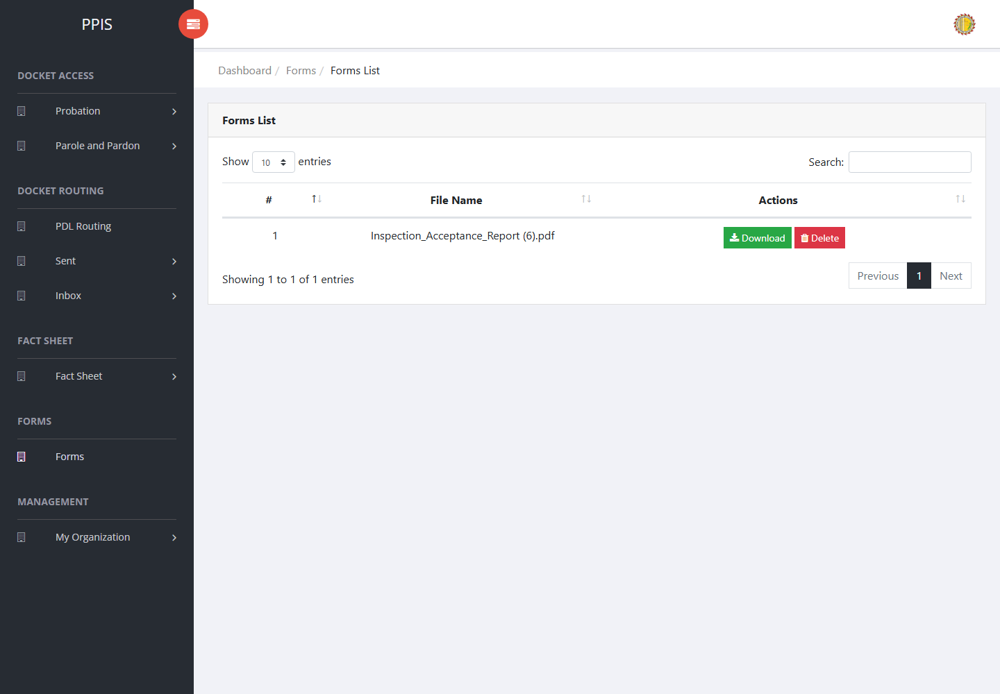 PPIS
DOCKET ACCESS
Probation
Parole and Pardon
DOCKET ROUTING
PDL Routing
Sent
Inbox
FACT SHEET
Fact Sheet
FORMS
Forms
MANAGEMENT
My Organization
Dashboard / Forms / Forms List
Forms List
Show 10 entries
Search:
# File Name Actions
1 Inspection_Acceptance_Report (6).pdf Download Delete
Showing 1 to 1 of 1 entries
Previous 1 Next